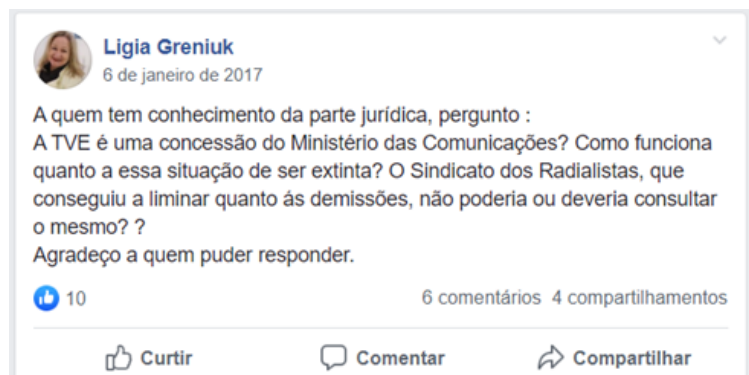 Ligia Greniuk
6 de janeiro de 2017
A quem tem conhecimento da parte jurídica, pergunto :
A TVE é uma concessão do Ministério das Comunicações? Como funciona
quanto a essa situação de ser extinta? O Sindicato dos Radialistas, que
conseguiu a liminar quanto ás demissões, não poderia ou deveria consultar
o mesmo? ?
Agradeço a quem puder responder.
10 6 comentários 4 compartilhamentos
Curtir Comentar Compartilhar